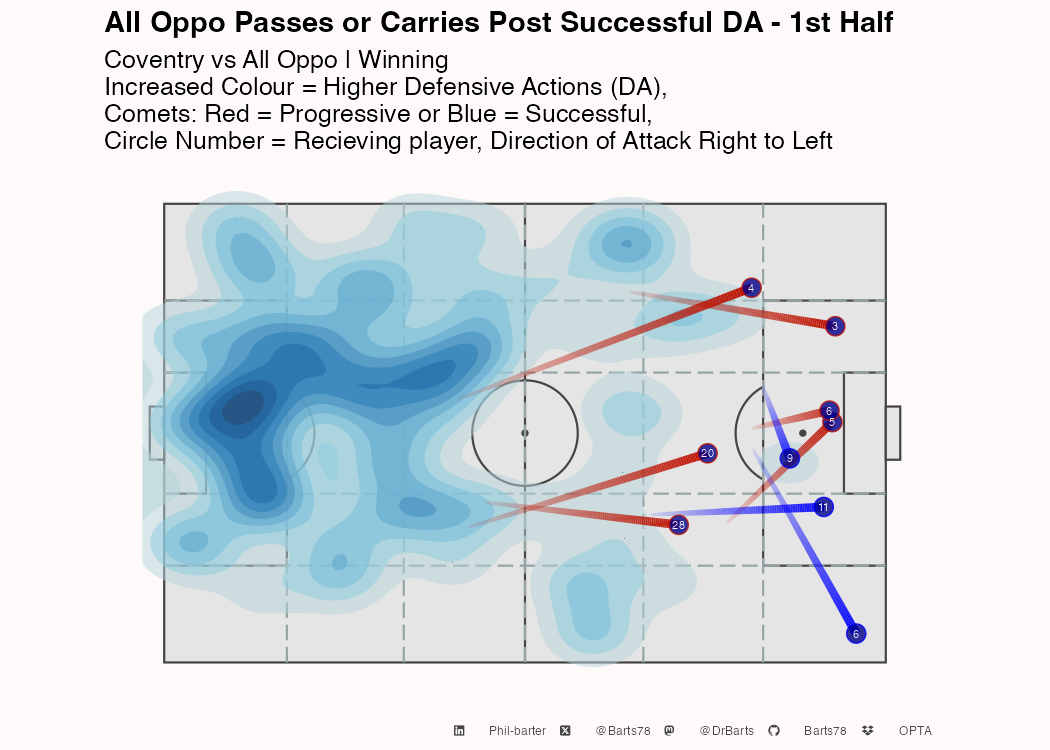 All Oppo Passes or Carries Post Successful DA - 1st Half
Coventry vs All Oppo | Winning
Increased Colour = Higher Defensive Actions (DA),
Comets: Red = Progressive or Blue = Successful,
Circle Number = Recieving player, Direction of Attack Right to Left
4
3
6
5
20
9
11
28
6
Phil-barter @Barts78 @DrBarts Barts78 OPTA